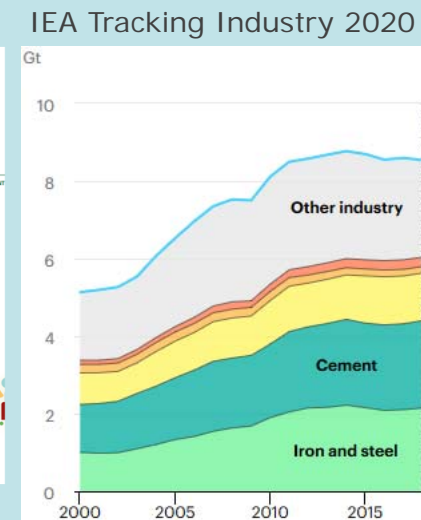 IEA Tracking Industry 2020
Gt
10
8
Other industry
6
4
Cement
2
Iron and steel
0
2000 2005 2010 2015